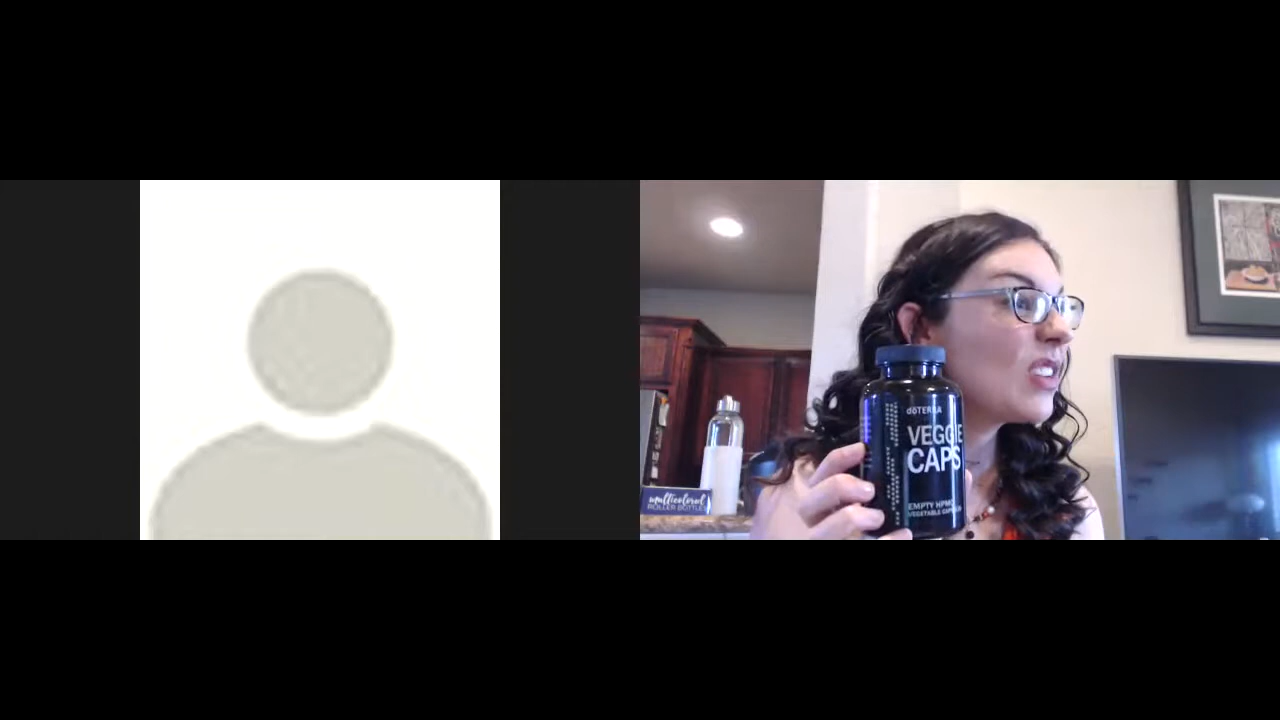 dōTERRA
VEGGIE
CAPS
EMPTY HPMC
VEGETABLE CAPSULES
multicolored
ROLLER BOTTLES